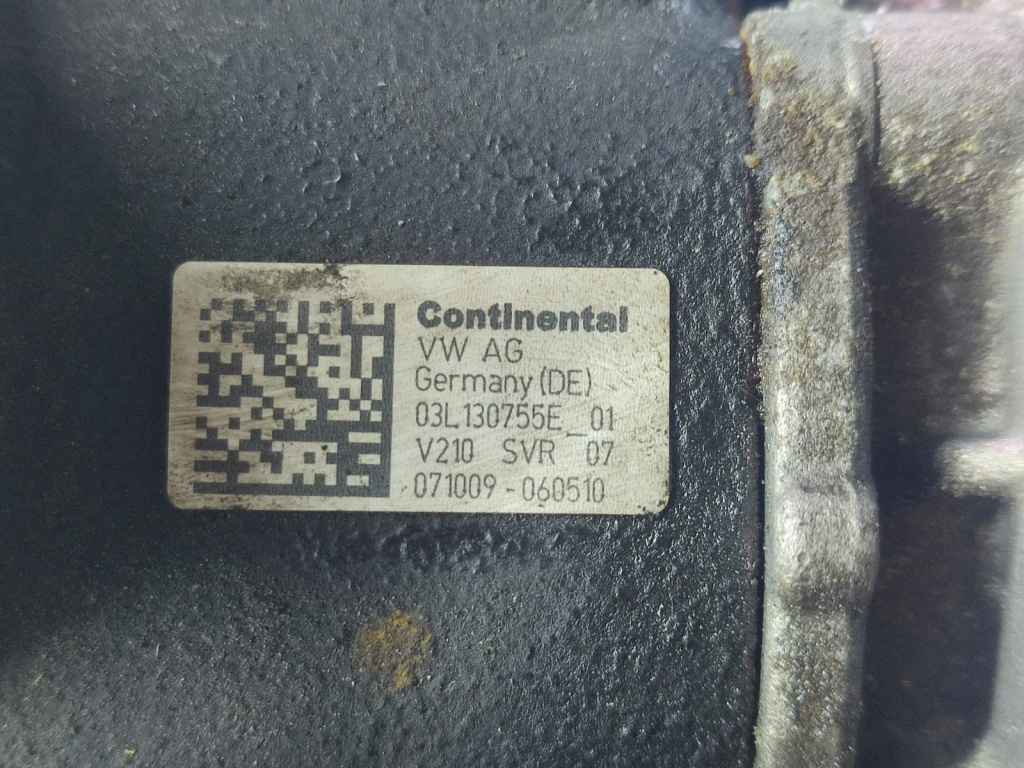 Continental
VW AG
Germany (DE)
03L130755E_01
V210 SVR 07
071009-060510